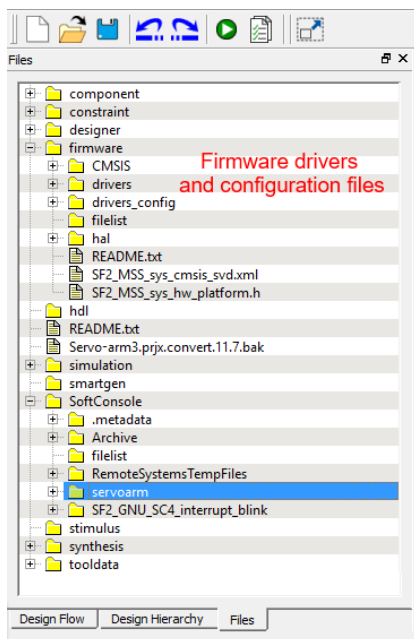 Files
component
constraint
designer
firmware
CMSIS
Firmware drivers
and configuration files
drivers
drivers_config
filelist
hal
README.txt
SF2_MSS_sys_cmsis_svd.xml
SF2_MSS_sys_hw_platform.h
hdl
README.txt
Servo-arm3.prjx.convert.11.7.bak
simulation
smartgen
SoftConsole
.metadata
Archive
filelist
RemoteSystemsTempFiles
servoarm
SF2_GNU_SC4_interrupt_blink
stimulus
synthesis
tooldata
Design Flow Design Hierarchy Files